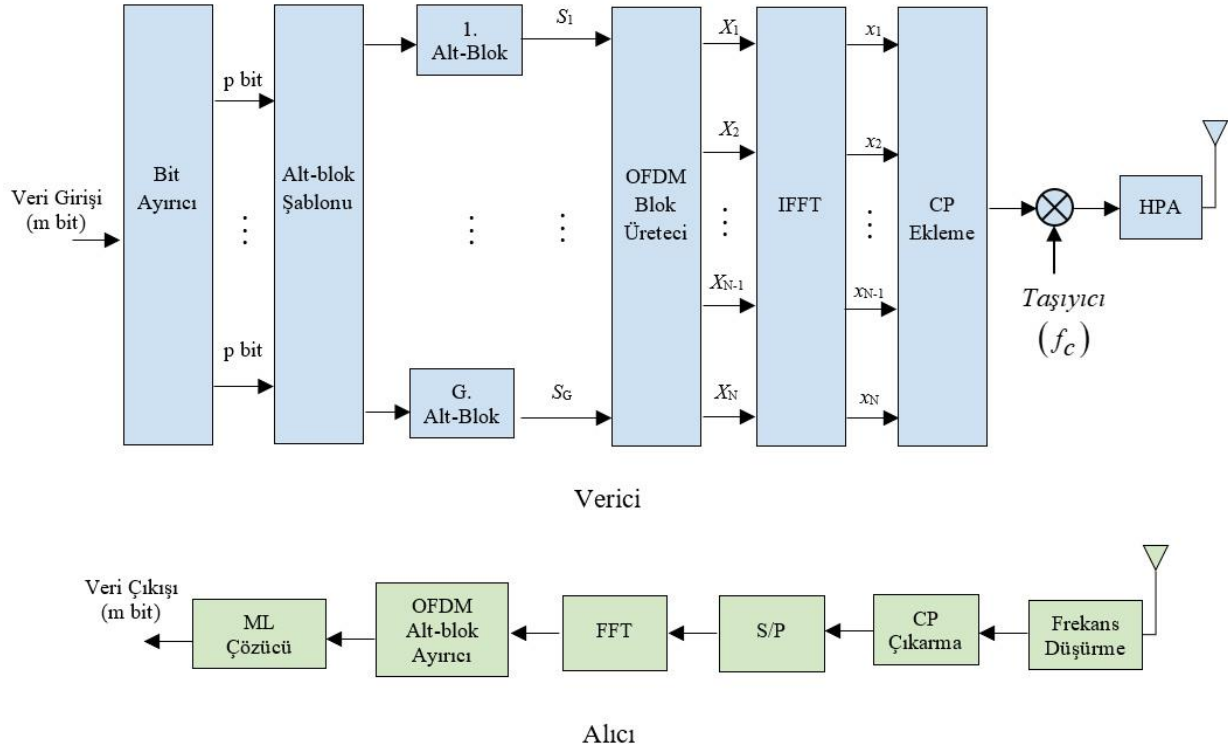 Veri Girişi
(m bit)
Bit
Ayırıcı
p bit
p bit
Alt-blok
Şablonu
1.
Alt-Blok
G.
Alt-Blok
S1
SG
OFDM
Blok
Üreteci
X1
X2
XN-1
XN
IFFT
x1
x2
xN-1
xN
CP
Ekleme
Taşıyıcı
(fc)
HPA
Verici
Veri Çıkışı
(m bit)
ML
Çözücü
OFDM
Alt-blok
Ayırıcı
FFT
S/P
CP
Çıkarma
Frekans
Düşürme
Alıcı